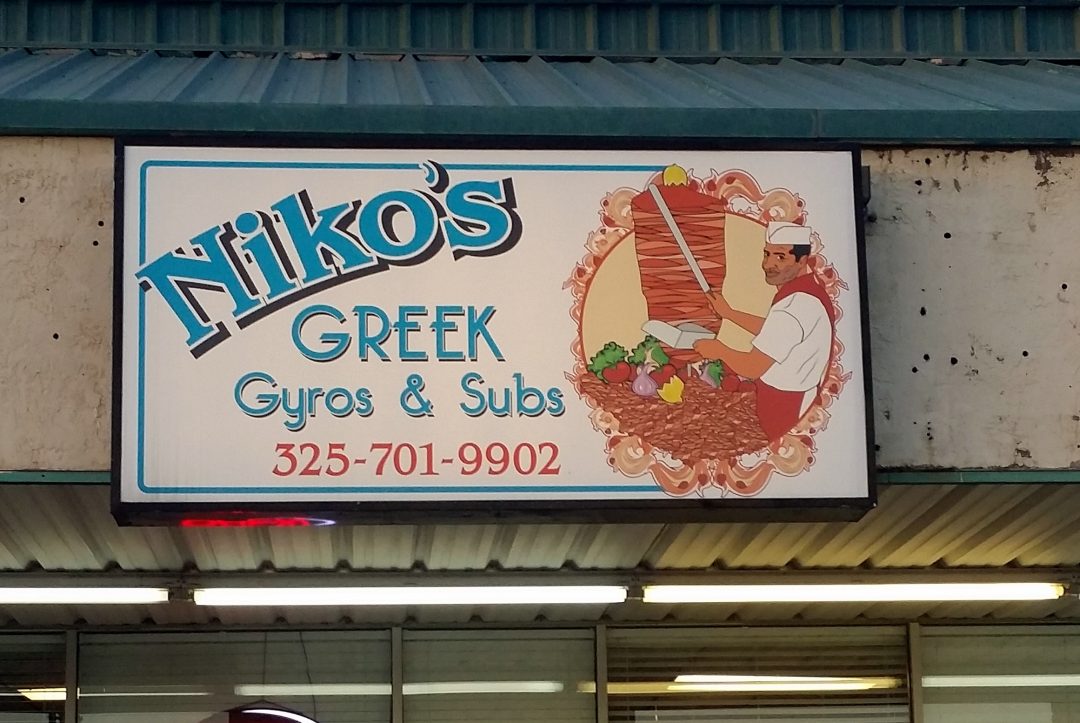 Niko's
GREEK
Gyros & Subs
325-701-9902